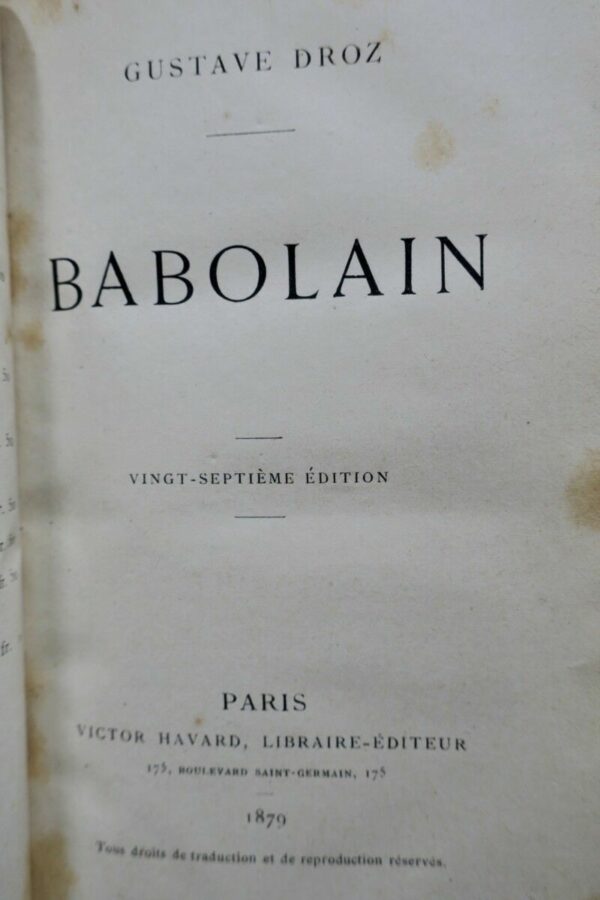 GUSTAVE DROZ
BABOLAIN
VINGT-SEPTIÈME ÉDITION
PARIS
VICTOR HAVARD, LIBRAIRE-ÉDITEUR
175, BOULEVARD SAINT-GERMAIN, 175
1879
Tous droits de traduction et de reproduction réservés.